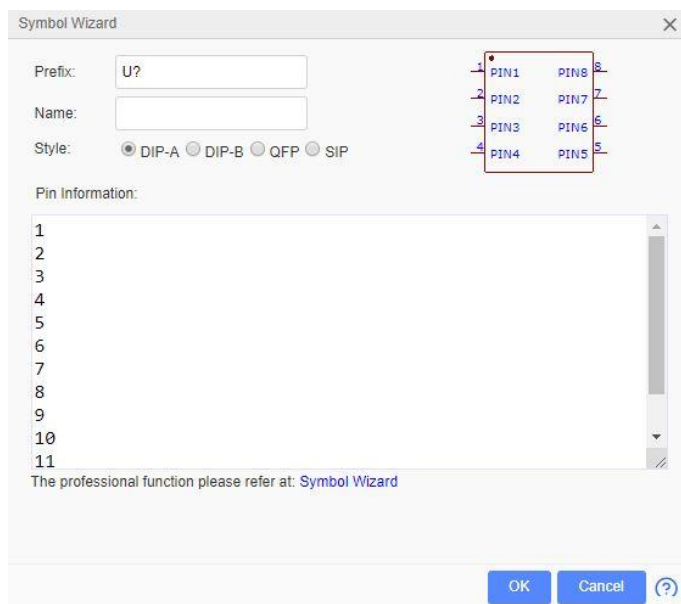 Symbol Wizard
Prefix: U?
Name:
Style: DIP-A DIP-B QFP SIP
1 PIN1 PIN8 8
2 PIN2 PIN7 7
3 PIN3 PIN6 6
4 PIN4 PIN5 5
Pin Information:
1
2
3
4
5
6
7
8
9
10
11
The professional function please refer at: Symbol Wizard
OK Cancel ?